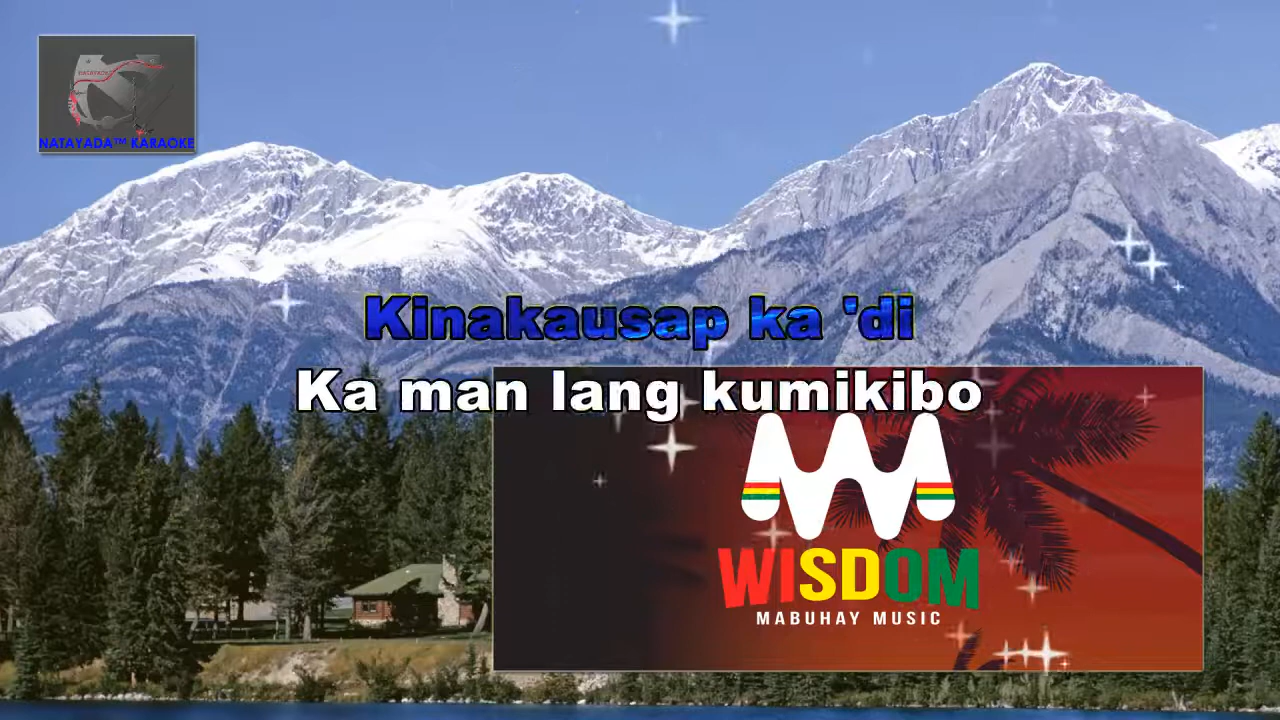 NATAYADA™ KARAOKE
Kinakausap ka 'di
Ka man lang kumikibo
WISDOM
MABUHAY MUSIC